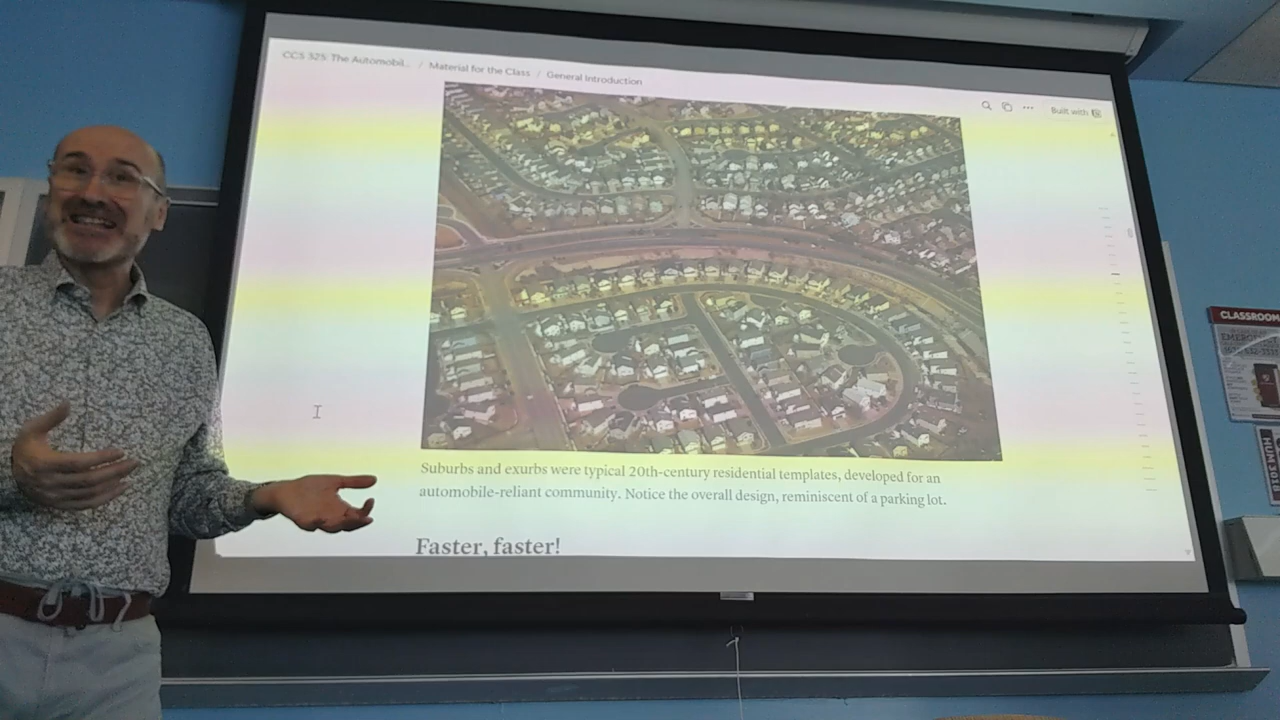 CCS 325: The Automobil... / Material for the Class / General Introduction
Built with
Suburbs and exurbs were typical 20th-century residential templates, developed for an
automobile-reliant community. Notice the overall design, reminiscent of a parking lot.
Faster, faster!
CLASSROOM